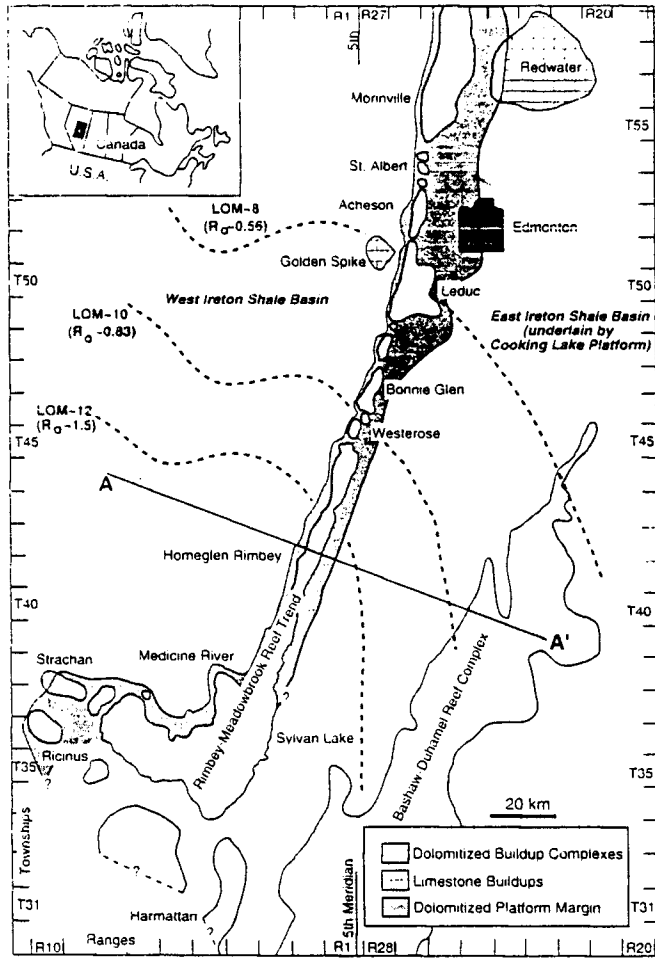 R1 R27
R20
5th
Redwater
Morinville
T55
T55
Canada
U.S.A.
St. Albert
Acheson
LOM-8
(Ro-0.56)
Edmonton
Golden Spike
T50
Leduc
T50
West Ireton Shale Basin
East Ireton Shale Basin
(underlain by
Cooking Lake Platform)
LOM-10
(Ro-0.83)
Bonnie Glen
LOM-12
(Ro-1.5)
Westerose
T45
T45
A
Homeglen Rimbey
T40
T40
A'
Medicine River
Strachan
Rimbey Meadowbrook Reef Trend
Bashaw Duhamel Reef Complex
Ricinus
Sylvan Lake
T35
T35
?
?
20 km
Townships
Dolomitized Buildup Complexes
Limestone Buildups
Dolomitized Platform Margin
?
T31
T31
Harmattan
?
5th Meridian
R10
Ranges
R1 R28
R20